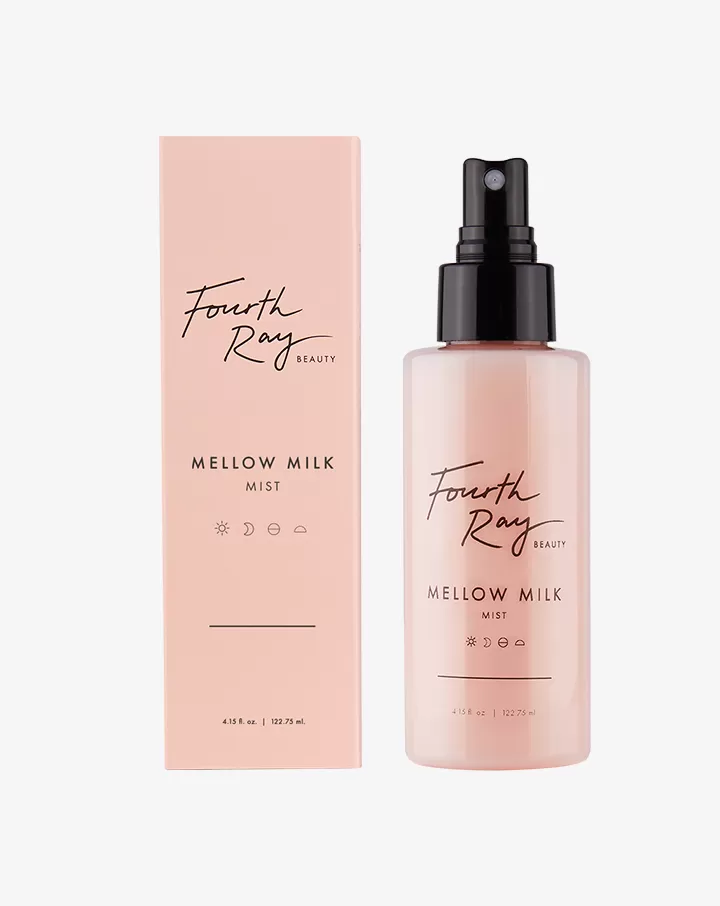 Fourth
Ray
BEAUTY
MELLOW MILK
MIST
4.15 fl. oz. | 122.75 ml.
Fourth
Ray
BEAUTY
MELLOW MILK
MIST
4.15 fl. oz. | 122.75 ml